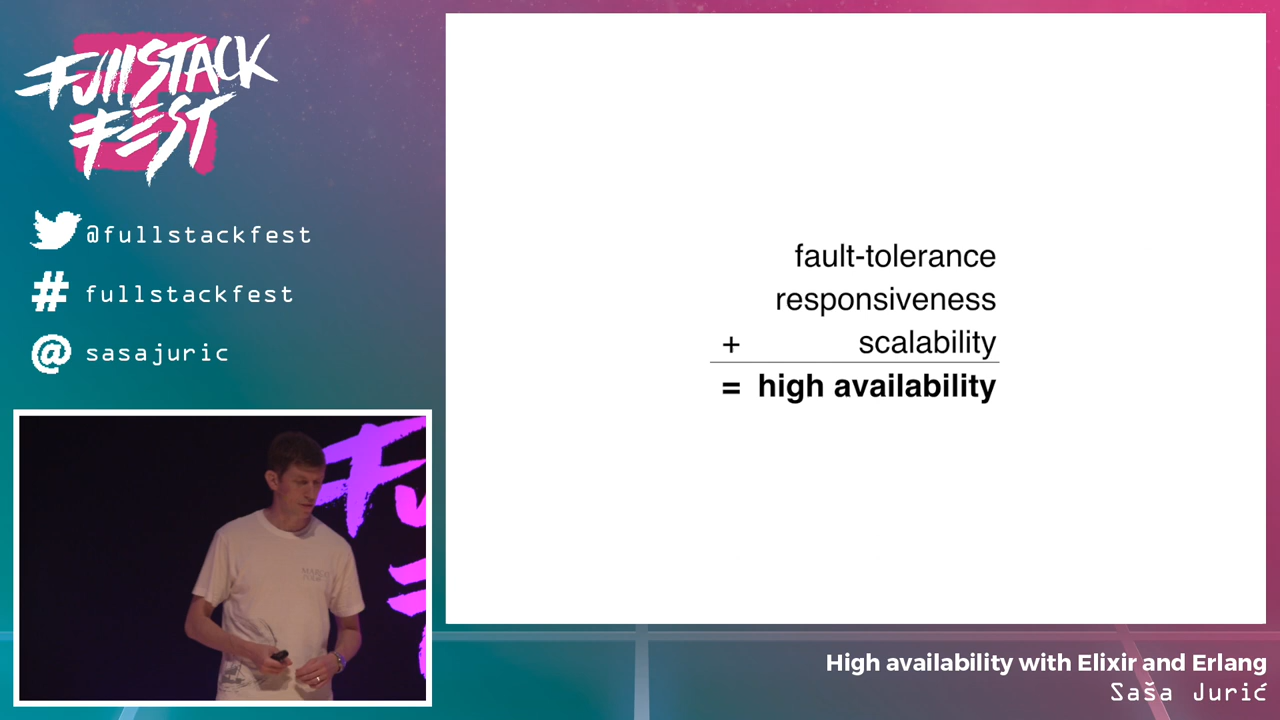 FullSTACK
FEST
@fullstackfest
# fullstackfest
@ sasajuric
fault-tolerance
responsiveness
+ scalability
= high availability
High availability with Elixir and Erlang
Saša Jurić